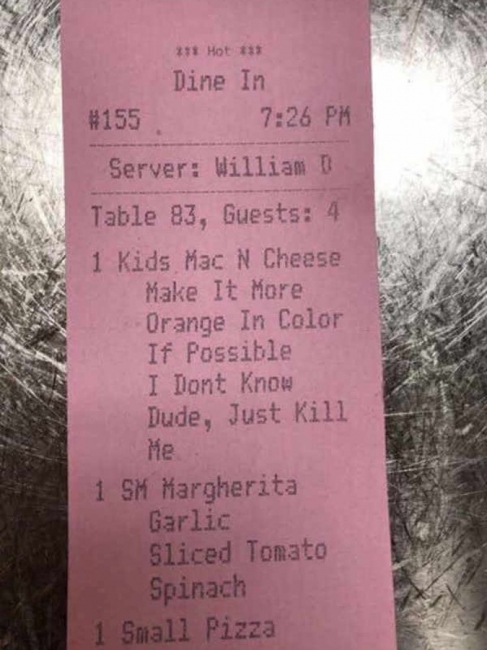 *** Hot ***
Dine In
#155 7:26 PM
Server: William D
Table 83, Guests: 4
1 Kids Mac N Cheese
Make It More
Orange In Color
If Possible
I Dont Know
Dude, Just Kill
Me
1 SM Margherita
Garlic
Sliced Tomato
Spinach
1 Small Pizza